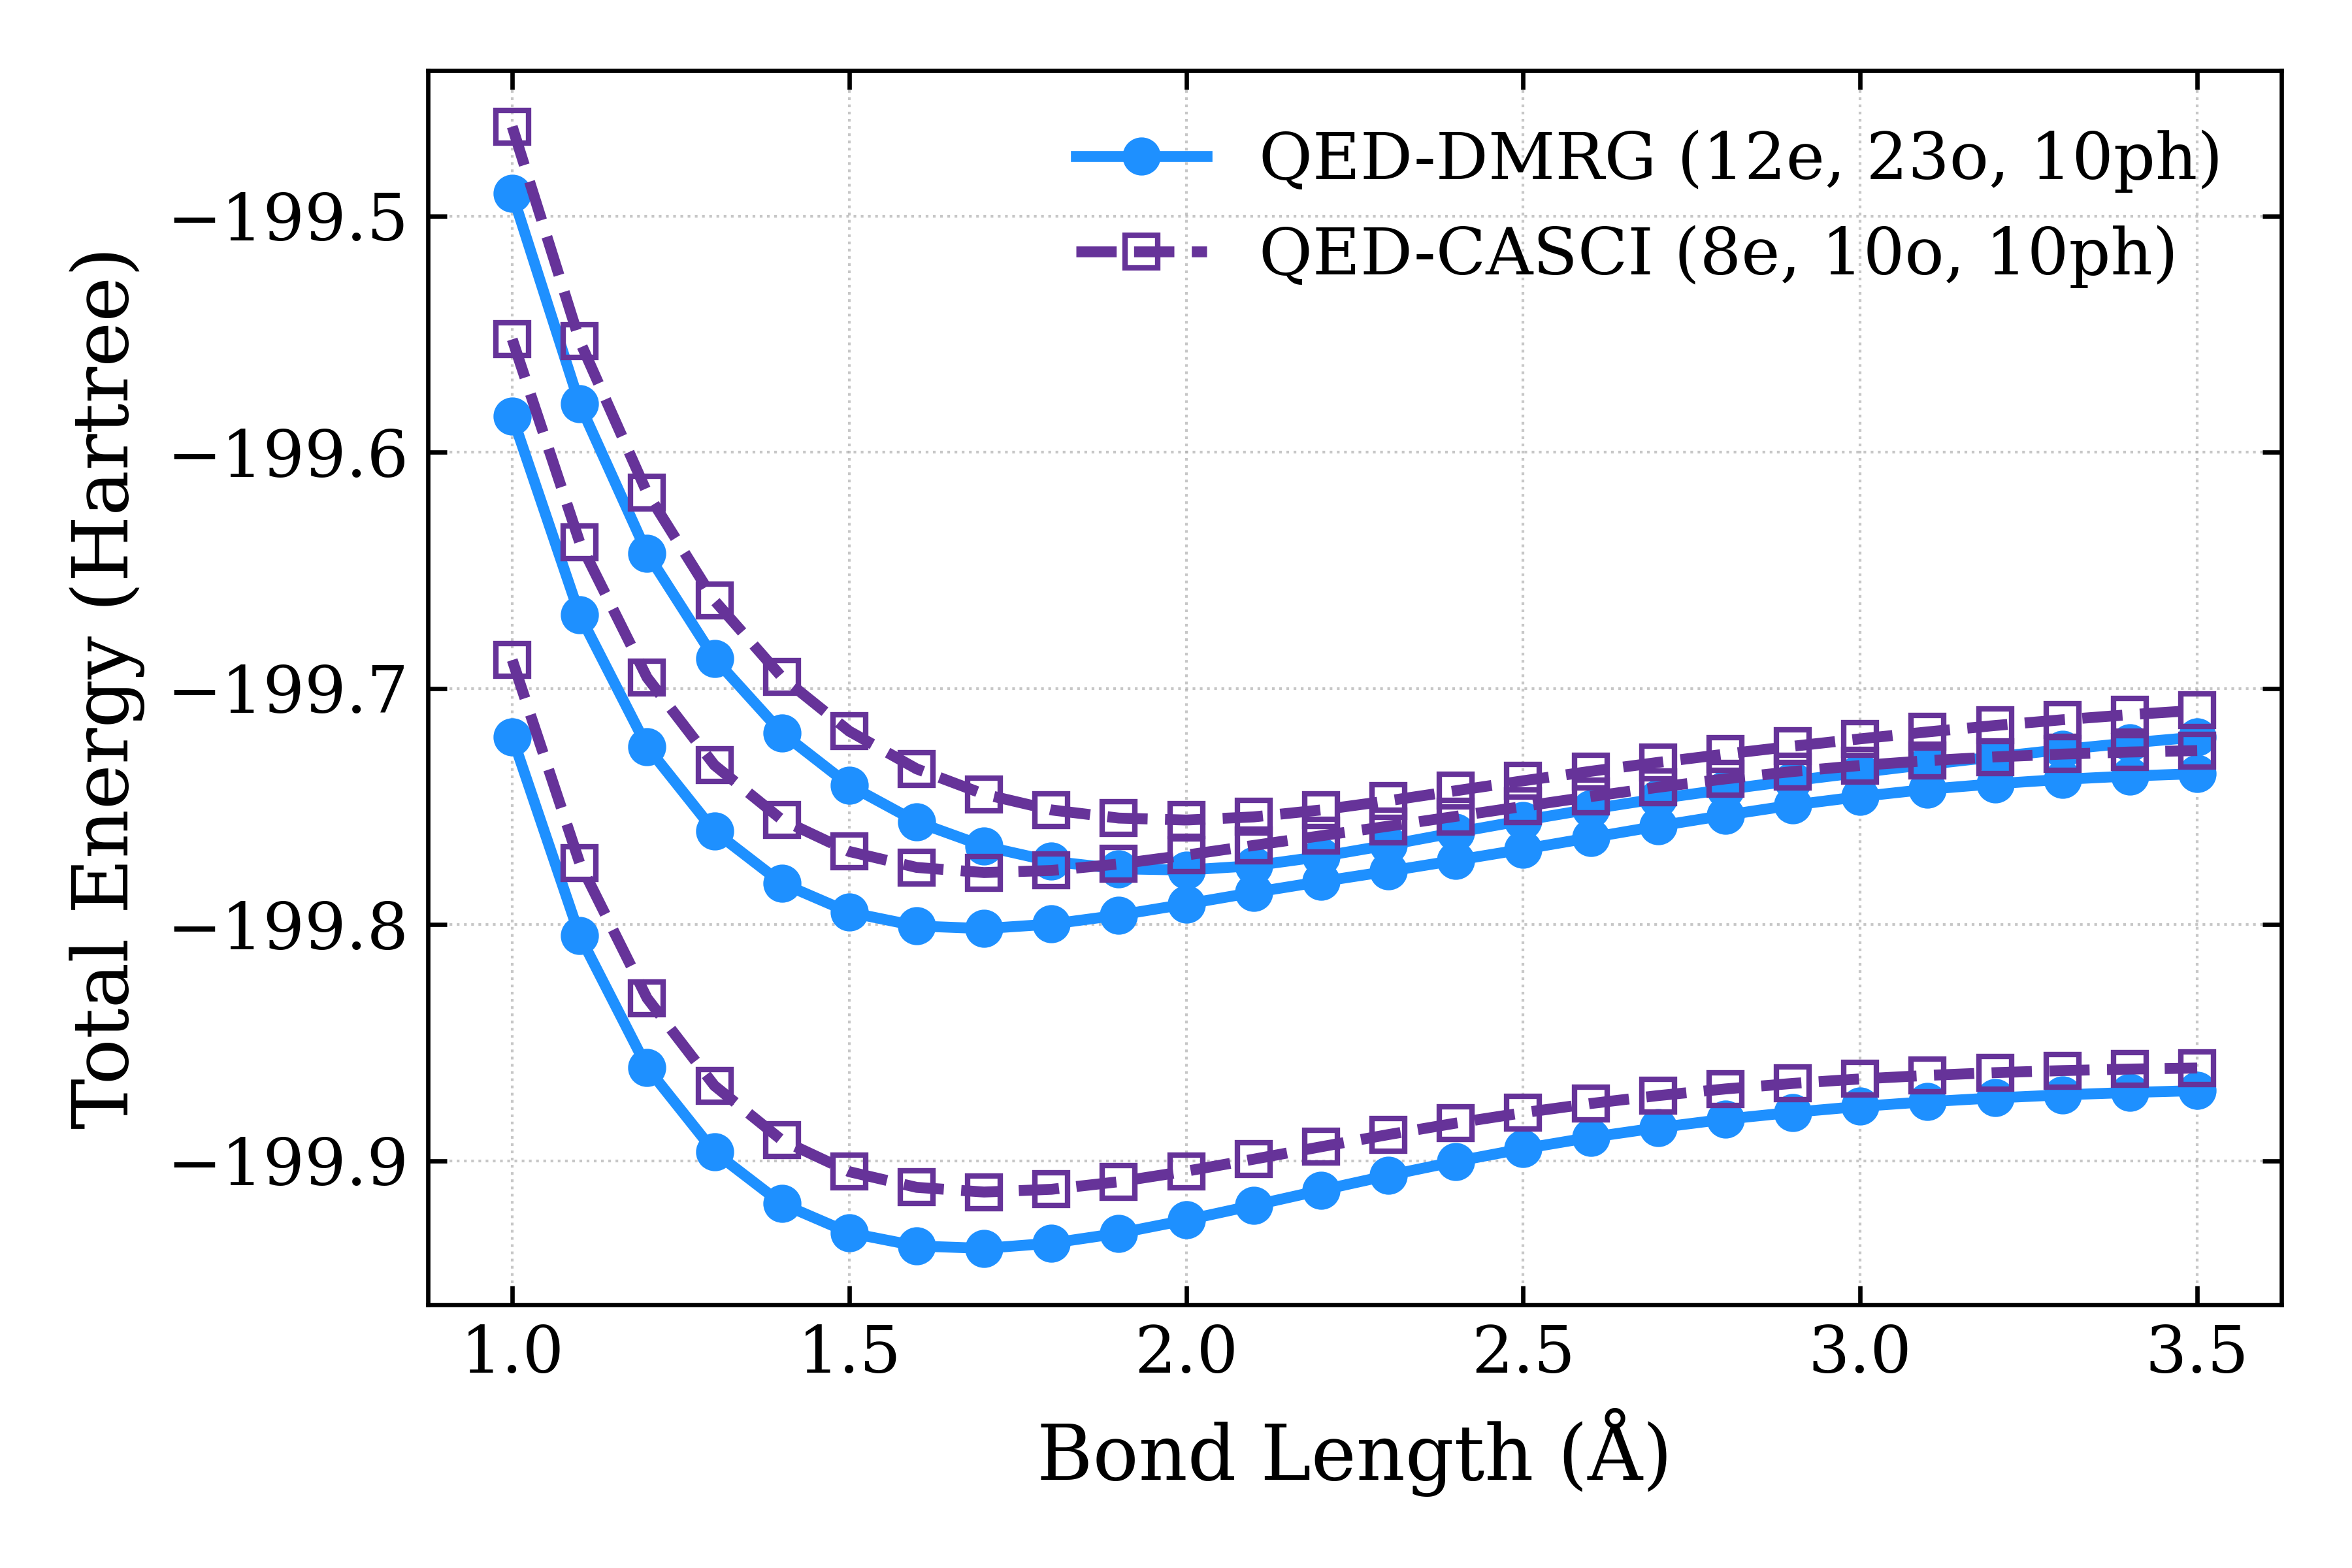 QED-DMRG (12e, 23o, 10ph)
QED-CASCI (8e, 10o, 10ph)
Total Energy (Hartree)
−199.5
−199.6
−199.7
−199.8
−199.9
1.0 1.5 2.0 2.5 3.0 3.5
Bond Length (Å)